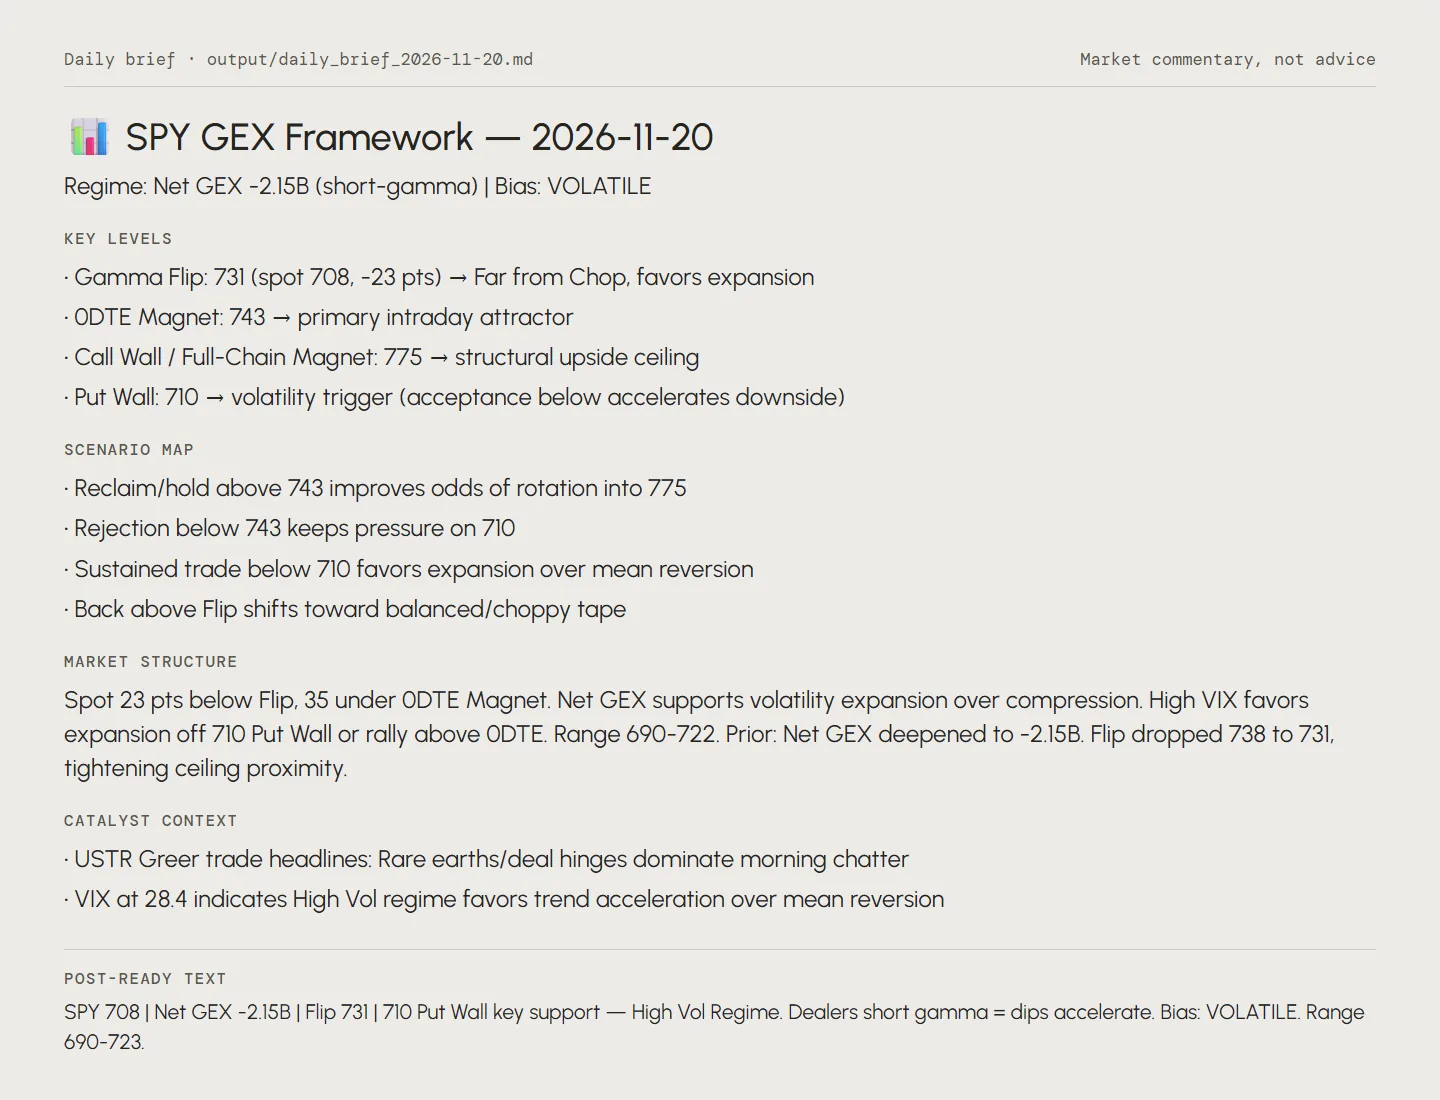 Daily brief · output/daily_brief_2026-11-20.md
Market commentary, not advice
📊 SPY GEX Framework — 2026-11-20
Regime: Net GEX -2.15B (short-gamma) | Bias: VOLATILE
KEY LEVELS
· Gamma Flip: 731 (spot 708, -23 pts) → Far from Chop, favors expansion
· 0DTE Magnet: 743 → primary intraday attractor
· Call Wall / Full-Chain Magnet: 775 → structural upside ceiling
· Put Wall: 710 → volatility trigger (acceptance below accelerates downside)
SCENARIO MAP
· Reclaim/hold above 743 improves odds of rotation into 775
· Rejection below 743 keeps pressure on 710
· Sustained trade below 710 favors expansion over mean reversion
· Back above Flip shifts toward balanced/choppy tape
MARKET STRUCTURE
Spot 23 pts below Flip, 35 under 0DTE Magnet. Net GEX supports volatility expansion over compression. High VIX favors
expansion off 710 Put Wall or rally above 0DTE. Range 690-722. Prior: Net GEX deepened to -2.15B. Flip dropped 738 to 731,
tightening ceiling proximity.
CATALYST CONTEXT
· USTR Greer trade headlines: Rare earths/deal hinges dominate morning chatter
· VIX at 28.4 indicates High Vol regime favors trend acceleration over mean reversion
POST-READY TEXT
SPY 708 | Net GEX -2.15B | Flip 731 | 710 Put Wall key support — High Vol Regime. Dealers short gamma = dips accelerate. Bias: VOLATILE. Range
690-723.